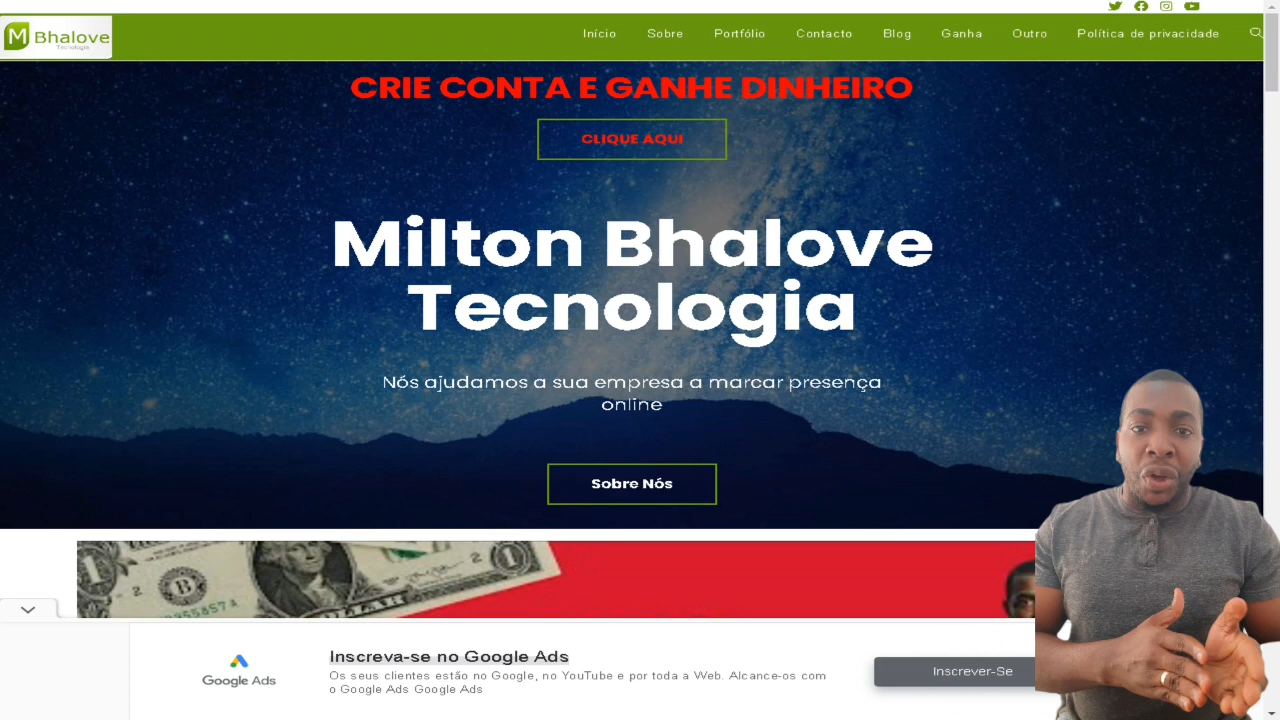 M Bhalove
Tecnologia
Início Sobre Portfólio Contacto Blog Ganha Outro Política de privacidade
CRIE CONTA E GANHE DINHEIRO
CLIQUE AQUI
Milton Bhalove
Tecnologia
Nós ajudamos a sua empresa a marcar presença
online
Sobre Nós
Inscreva-se no Google Ads
Google Ads
Os seus clientes estão no Google, no YouTube e por toda a Web. Alcance-os com
o Google Ads Google Ads
Inscrever-Se